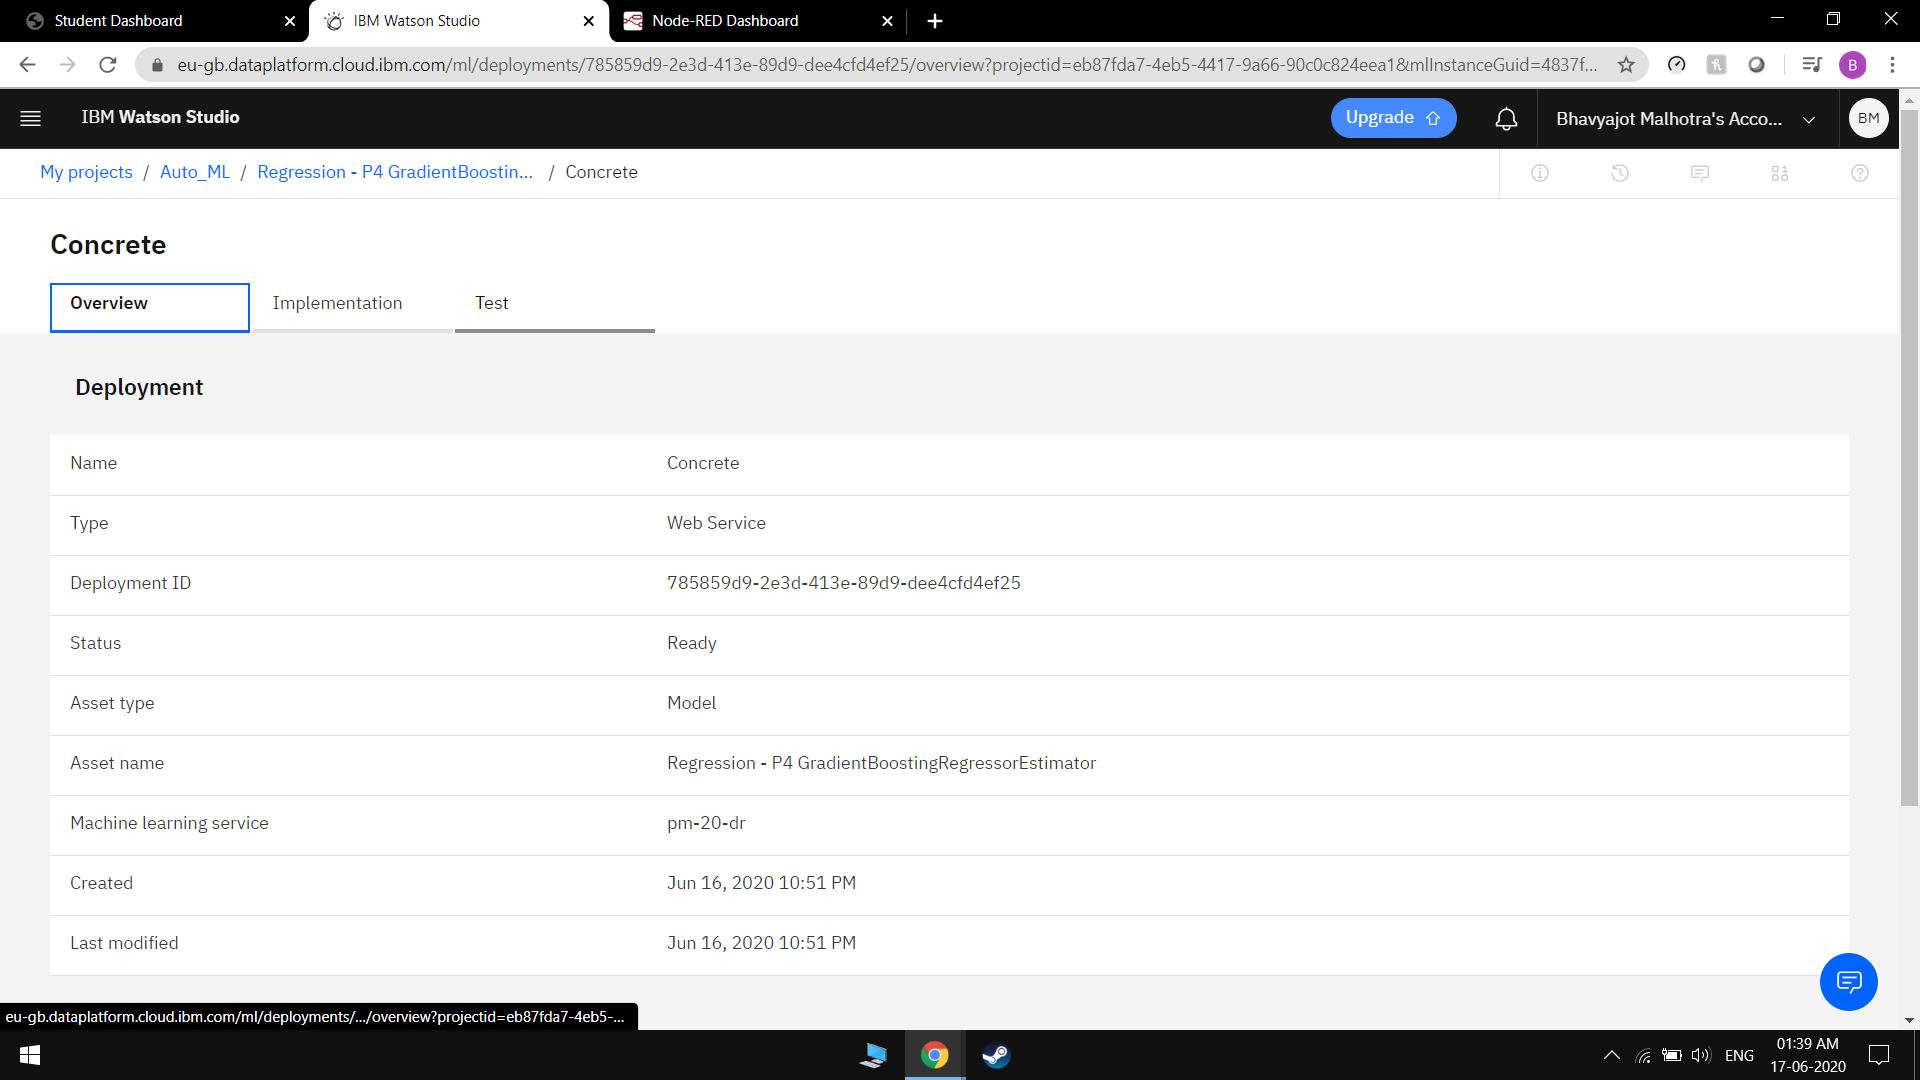 Student Dashboard
IBM Watson Studio
Node-RED Dashboard
eu-gb.dataplatform.cloud.ibm.com/ml/deployments/785859d9-2e3d-413e-89d9-dee4cfd4ef25/overview?projectid=eb87fda7-4eb5-4417-9a66-90c0c824eea1&mlInstanceGuid=4837f...
B
IBM Watson Studio
Upgrade
Bhavyajot Malhotra's Acco...
BM
My projects / Auto_ML / Regression - P4 GradientBoostin... / Concrete
Concrete
Overview
Implementation
Test
Deployment
Name Concrete
Type Web Service
Deployment ID 785859d9-2e3d-413e-89d9-dee4cfd4ef25
Status Ready
Asset type Model
Asset name Regression - P4 GradientBoostingRegressorEstimator
Machine learning service pm-20-dr
Created Jun 16, 2020 10:51 PM
Last modified Jun 16, 2020 10:51 PM
eu-gb.dataplatform.cloud.ibm.com/ml/deployments/.../overview?projectid=eb87fda7-4eb5-...
ENG
01:39 AM
17-06-2020